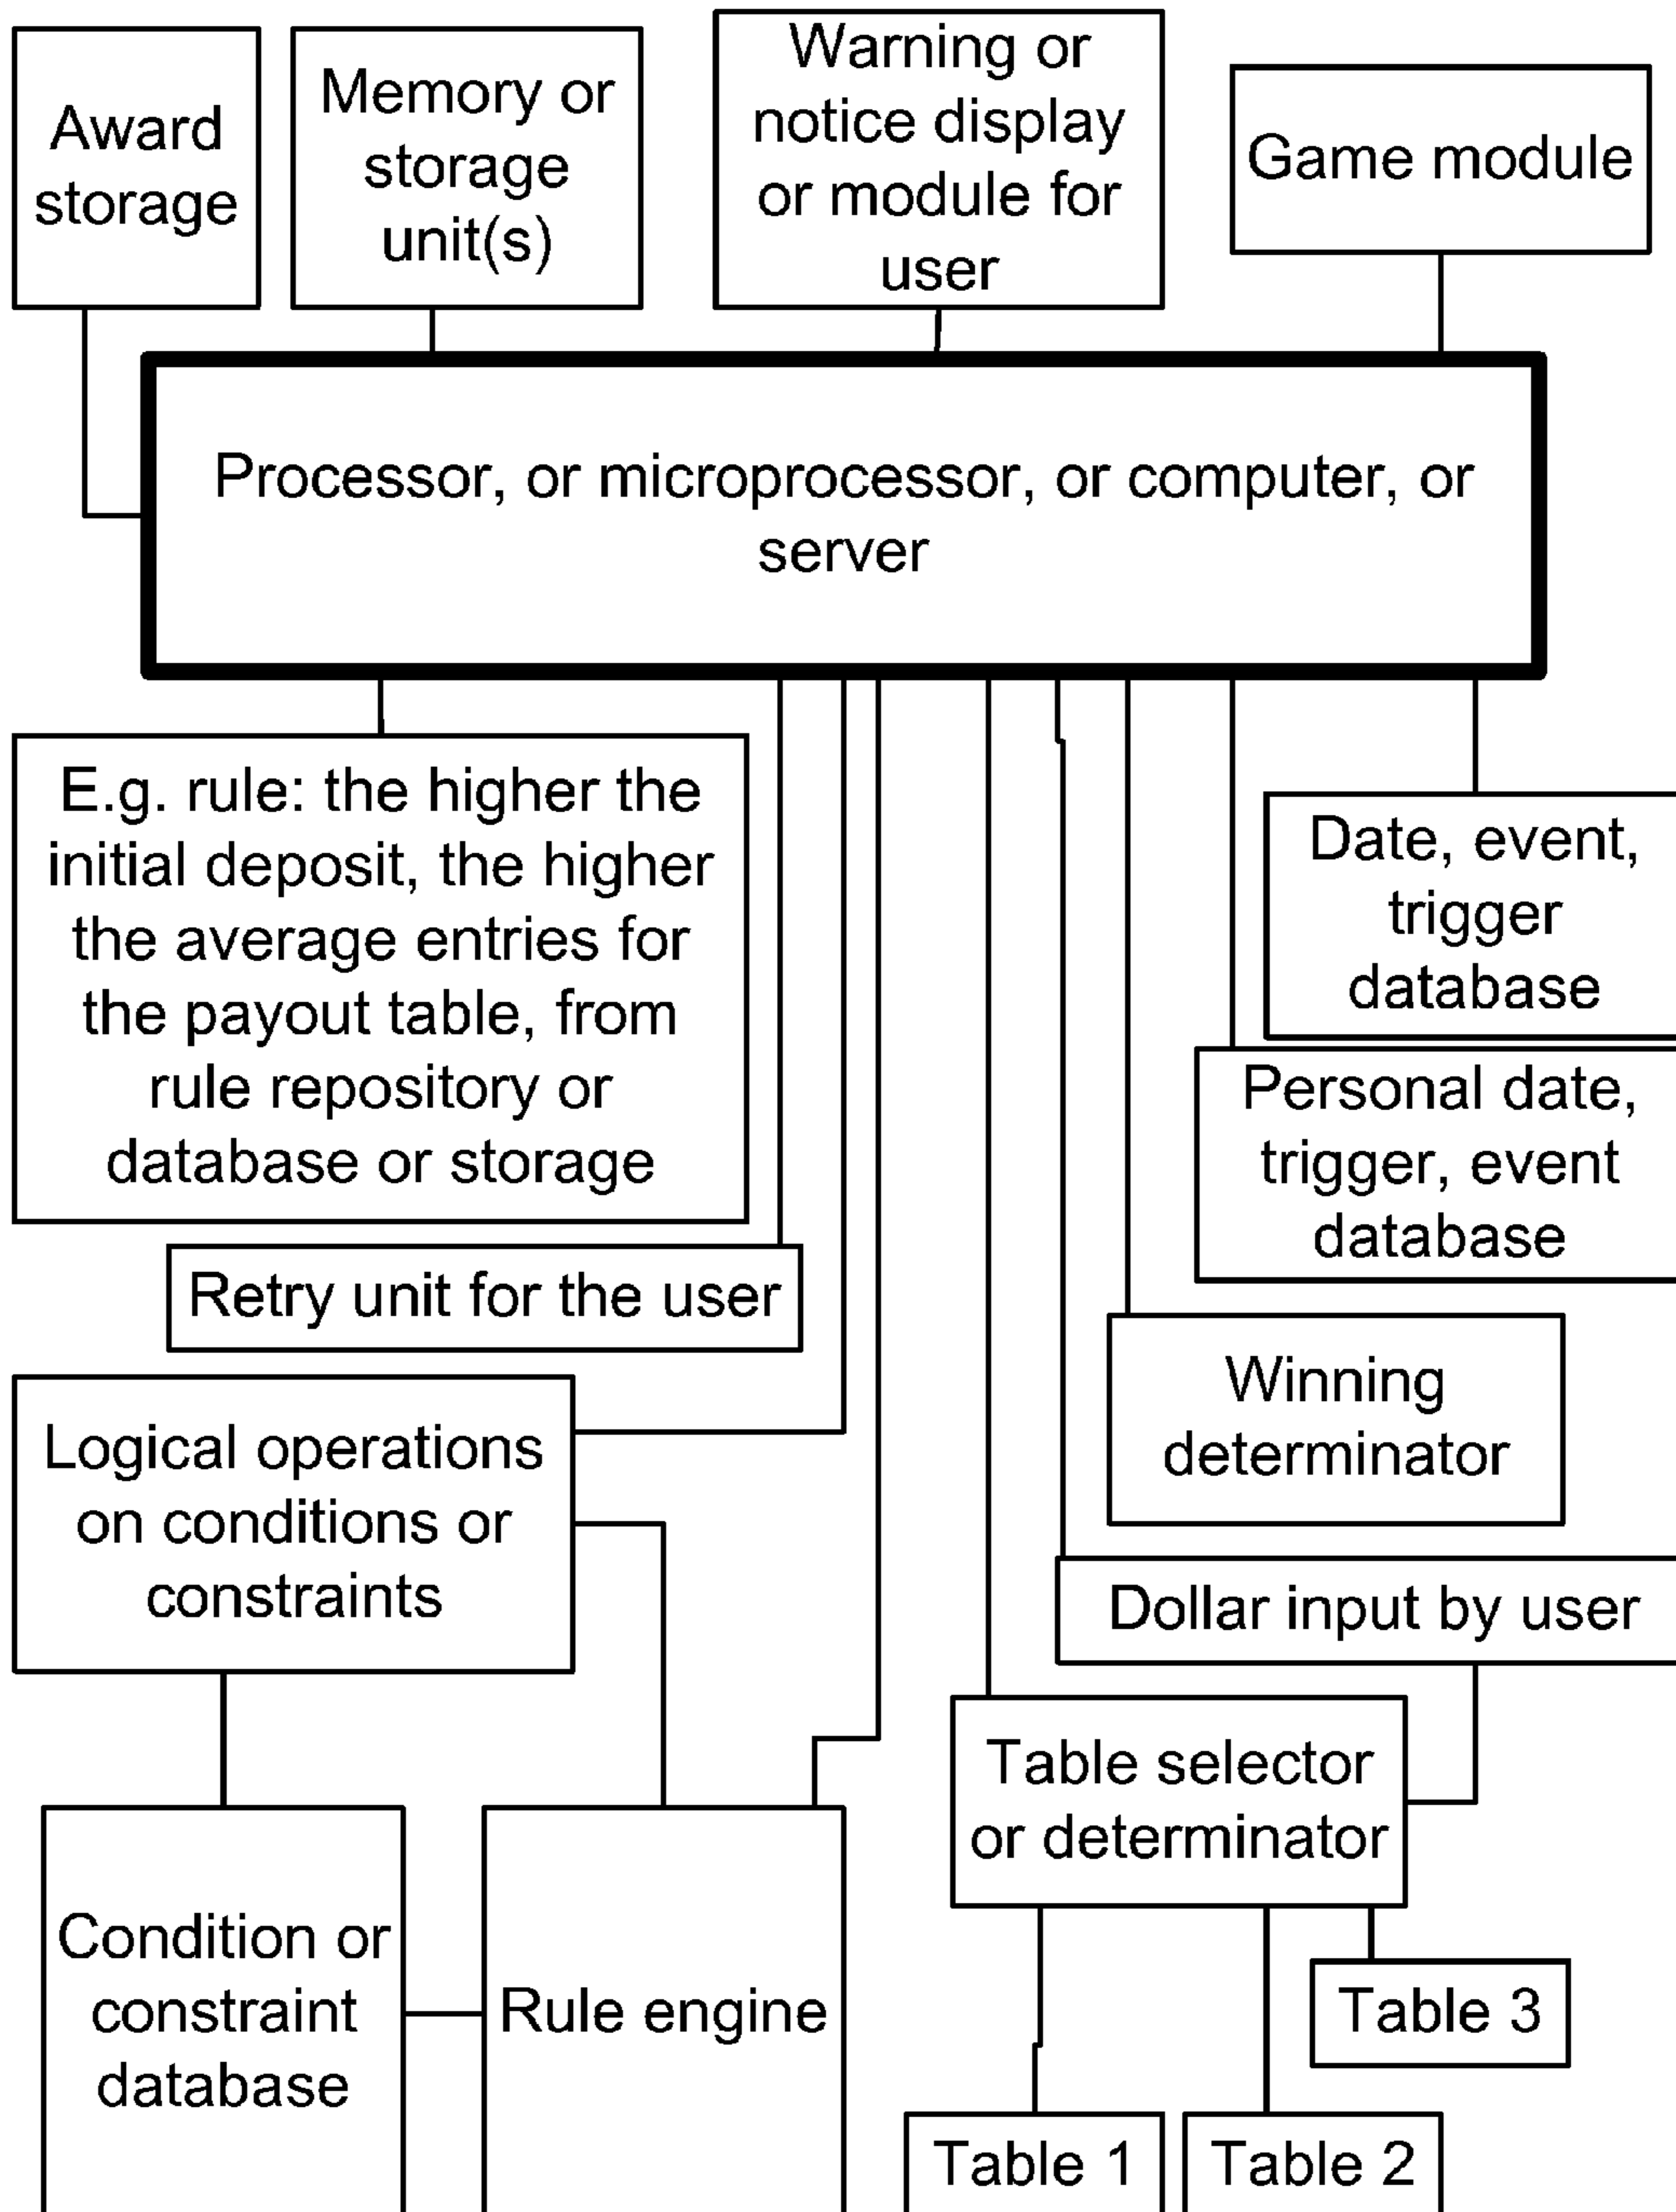 Award
storage
Memory or
storage
unit(s)
Warning or
notice display
or module for
user
Game module
Processor, or microprocessor, or computer, or
server
E.g. rule: the higher the
initial deposit, the higher
the average entries for
the payout table, from
rule repository or
database or storage
Date, event,
trigger
database
Personal date,
trigger, event
database
Retry unit for the user
Winning
determinator
Logical operations
on conditions or
constraints
Dollar input by user
Table selector
or determinator
Condition or
constraint
database
Rule engine
Table 3
Table 1
Table 2